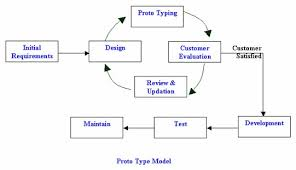 Proto Typing
Initial
Requirements
Design
Customer
Evaluation
Customer
Satisfied
Review &
Updation
Maintain
Test
Development
Proto Type Model